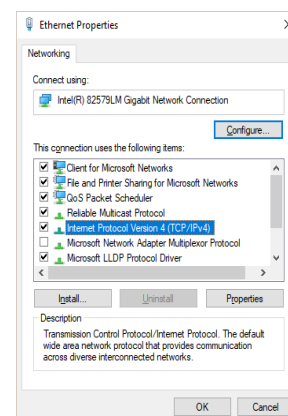 Ethernet Properties
Networking
Connect using:
Intel(R) 82579LM Gigabit Network Connection
Configure...
This connection uses the following items:
Client for Microsoft Networks
File and Printer Sharing for Microsoft Networks
QoS Packet Scheduler
Reliable Multicast Protocol
Internet Protocol Version 4 (TCP/IPv4)
Microsoft Network Adapter Multiplexor Protocol
Microsoft LLDP Protocol Driver
Install... Uninstall Properties
Description
Transmission Control Protocol/Internet Protocol. The default
wide area network protocol that provides communication
across diverse interconnected networks.
OK Cancel